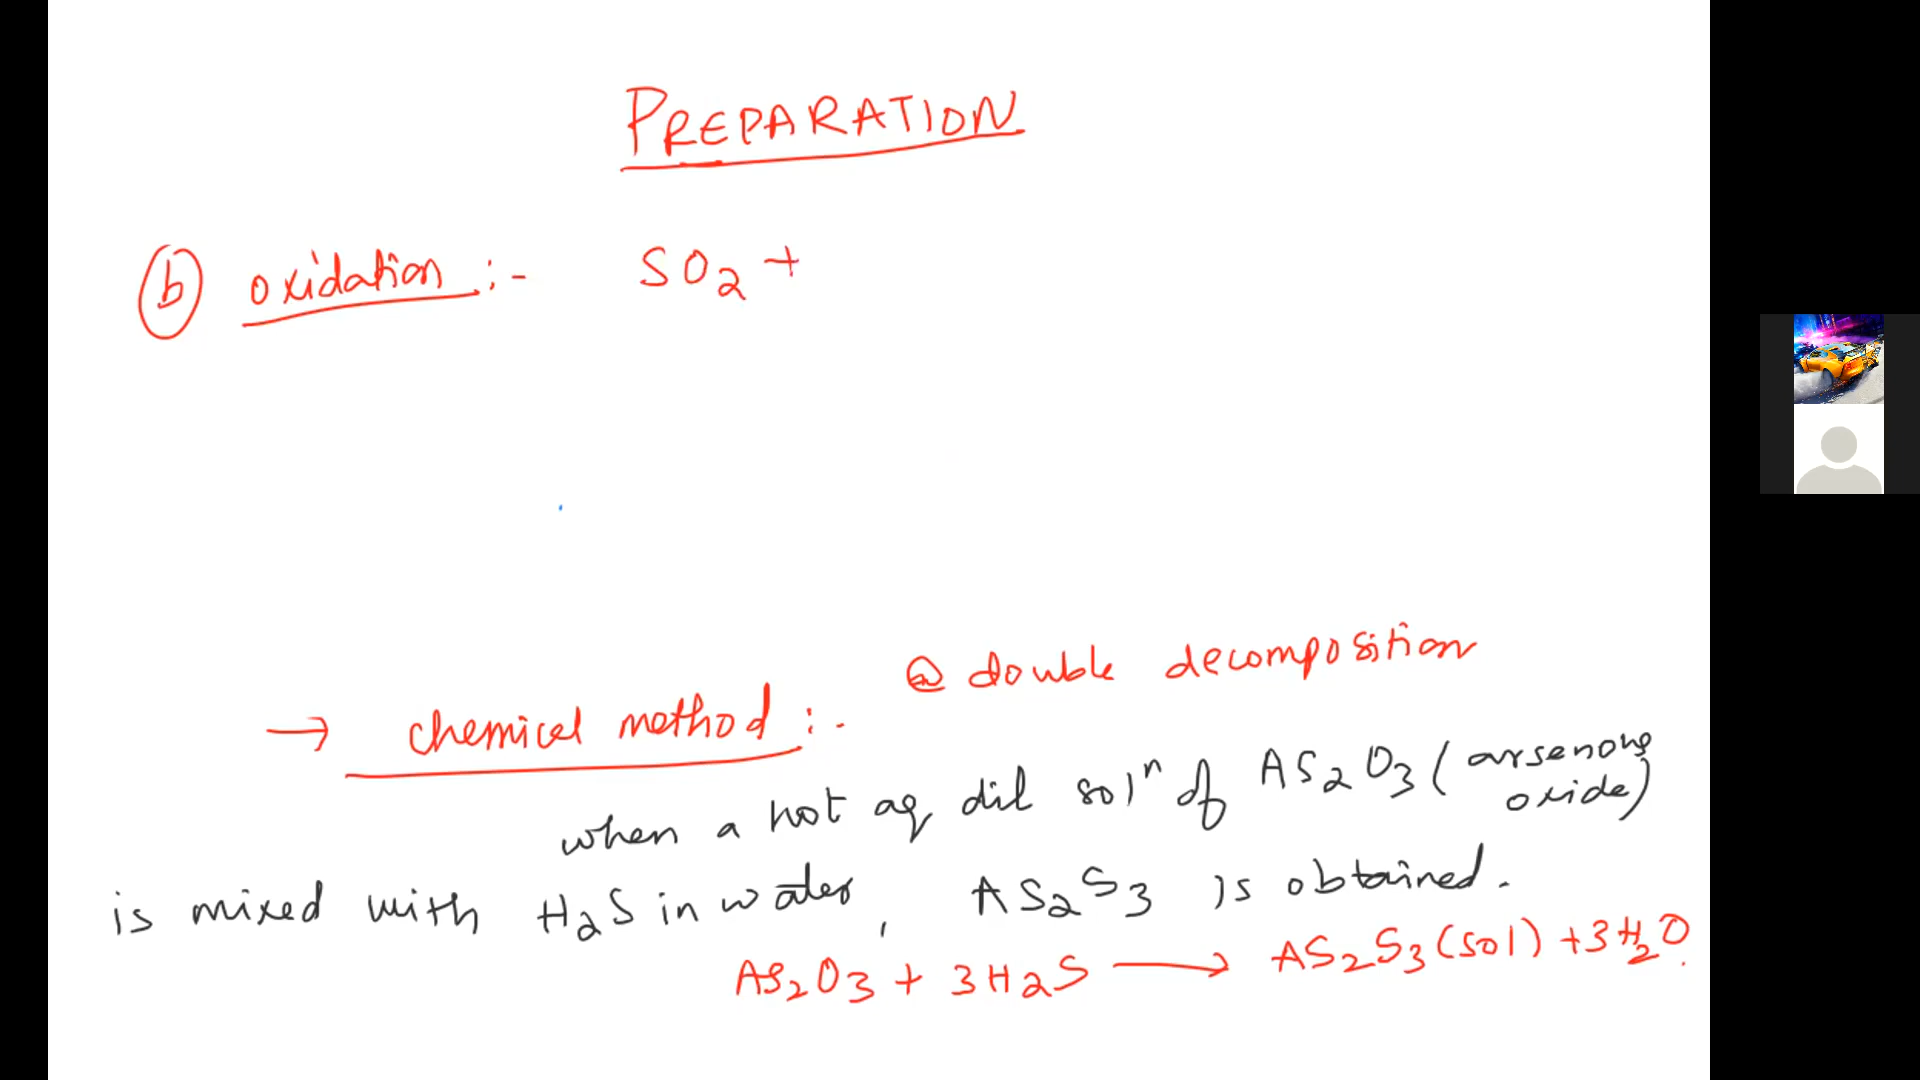 PREPARATION
(b) oxidation :- SO2 +
(a) double decomposition
→ chemical method :-
when a hot aq dil solⁿ of AS2O3 (arsenous oxide)
is mixed with H2S in water, AS2S3 is obtained.
AS2O3 + 3H2S ⟶ AS2S3 (sol) + 3H2O.